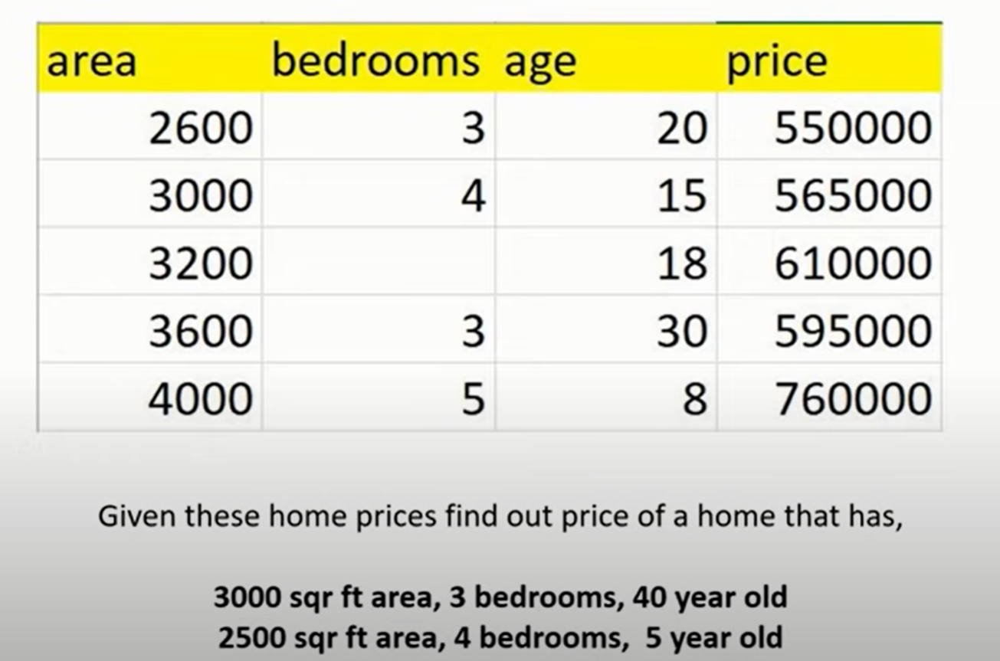 area bedrooms age price
2600 3 20 550000
3000 4 15 565000
3200 18 610000
3600 3 30 595000
4000 5 8 760000
Given these home prices find out price of a home that has,
3000 sqr ft area, 3 bedrooms, 40 year old
2500 sqr ft area, 4 bedrooms, 5 year old